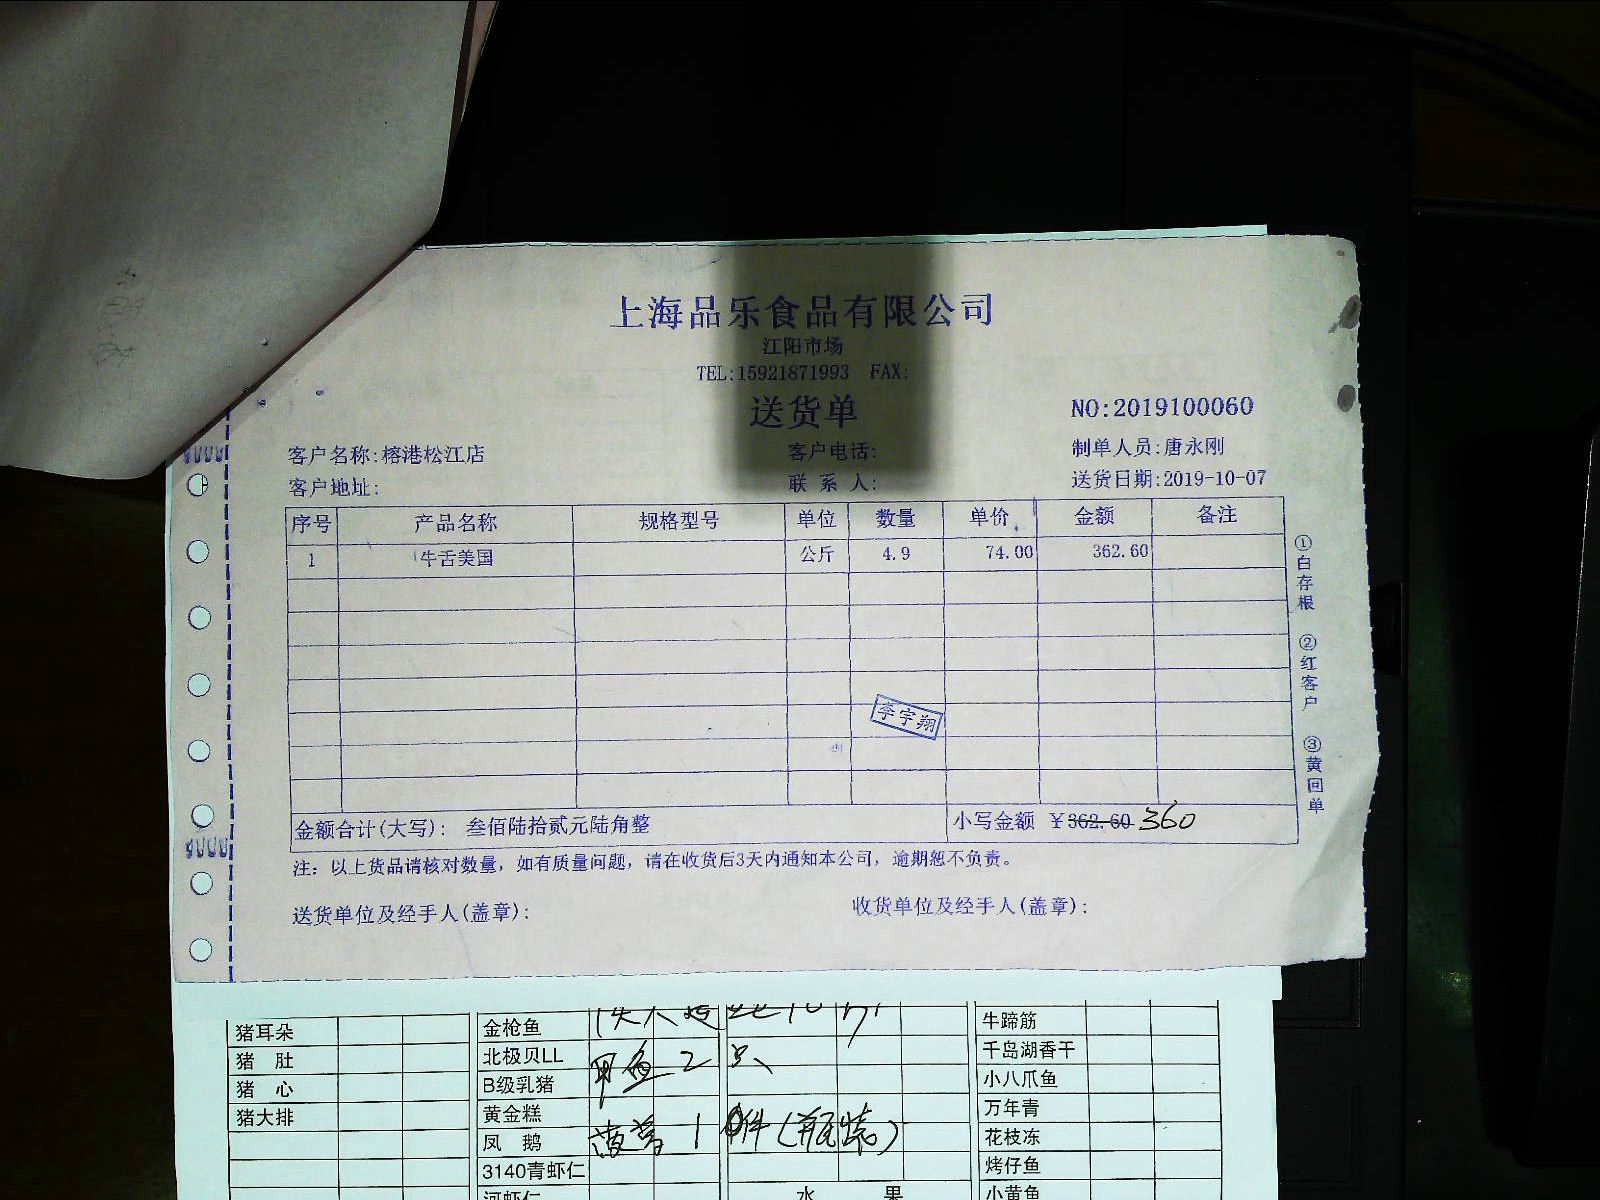 上海品乐食品有限公司
江阳市场
TEL:15921871993 FAX:
送货单
NO:2019100060
客户名称:榕港松江店 客户电话: 制单人员:唐永刚
客户地址: 联系人: 送货日期:2019-10-07
序号 产品名称 规格型号 单位 数量 单价 金额 备注
1 牛舌美国 公斤 4.9 74.00 362.60
李宇翔
金额合计(大写): 叁佰陆拾贰元陆角整 小写金额 ¥362.60 360
注: 以上货品请核对数量, 如有质量问题, 请在收货后3天内通知本公司, 逾期恕不负责。
送货单位及经手人(盖章): 收货单位及经手人(盖章):
①白存根 ②红客户 ③黄回单
猪耳朵 金枪鱼 牛蹄筋
猪肚 北极贝LL 甲鱼2只 千岛湖香干
猪心 B级乳猪 小八爪鱼
猪大排 黄金糕 万年青
凤鹅 1件(瓶装) 花枝冻
3140青虾仁 烤仔鱼
河虾仁 水果 小黄鱼